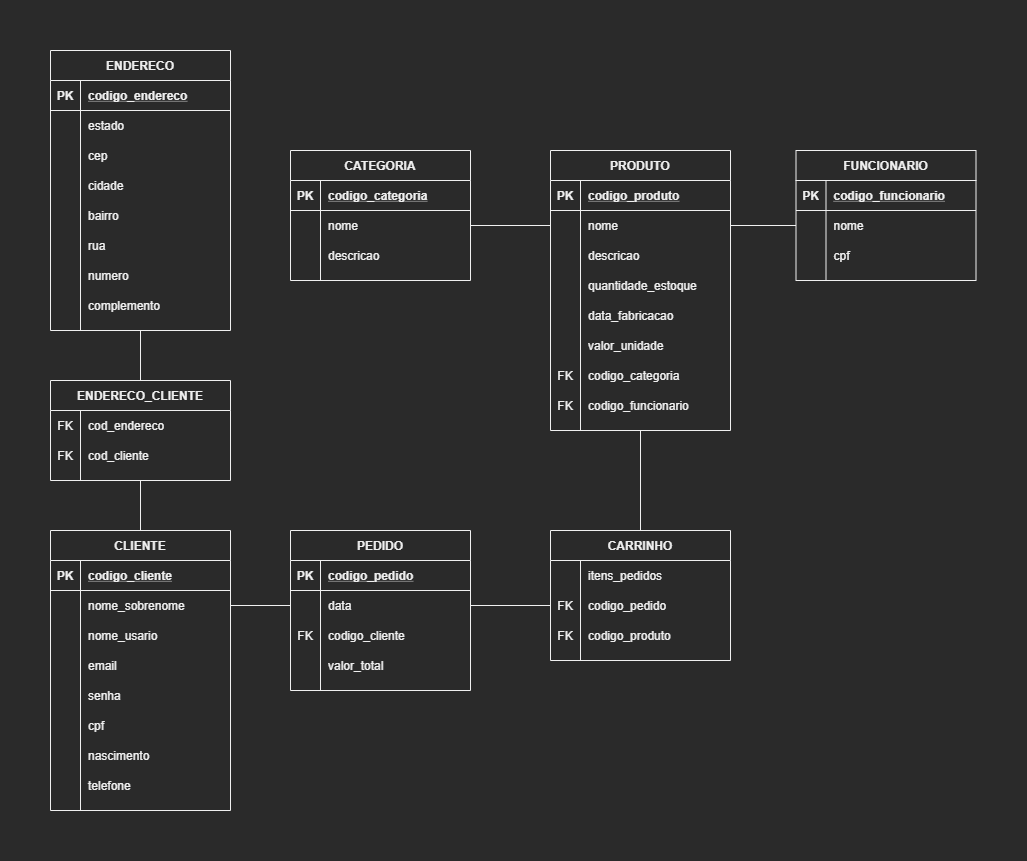 ENDERECO
PK codigo_endereco
estado
cep
cidade
bairro
rua
numero
complemento
CATEGORIA
PK codigo_categoria
nome
descricao
PRODUTO
PK codigo_produto
nome
descricao
quantidade_estoque
data_fabricacao
valor_unidade
FK codigo_categoria
FK codigo_funcionario
FUNCIONARIO
PK codigo_funcionario
nome
cpf
ENDERECO_CLIENTE
FK cod_endereco
FK cod_cliente
CLIENTE
PK codigo_cliente
nome_sobrenome
nome_usario
email
senha
cpf
nascimento
telefone
PEDIDO
PK codigo_pedido
data
FK codigo_cliente
valor_total
CARRINHO
itens_pedidos
FK codigo_pedido
FK codigo_produto